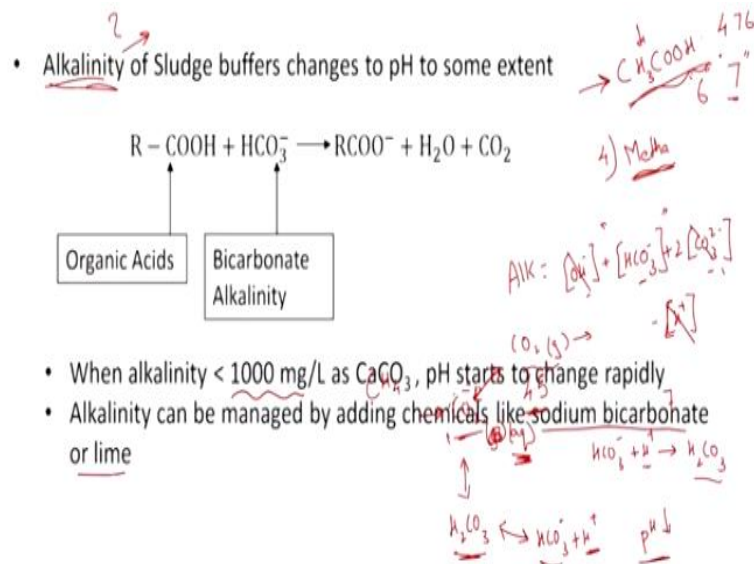 • Alkalinity of Sludge buffers changes to pH to some extent
CH₃COOH 476
6 7
R – COOH + HCO₃⁻ ⟶ RCOO⁻ + H₂O + CO₂
4) Metha
Organic Acids
Bicarbonate
Alkalinity
Alk = [OH⁻] + [HCO₃⁻] + 2[CO₃²⁻]
- [H⁺]
CO₂(g) →
• When alkalinity < 1000 mg/L as CaCO₃, pH starts to change rapidly
• Alkalinity can be managed by adding chemicals like sodium bicarbonate
or lime
HCO₃⁻ + H⁺ → H₂CO₃
H₂CO₃ ↔ HCO₃⁻ + H⁺ pH ↓